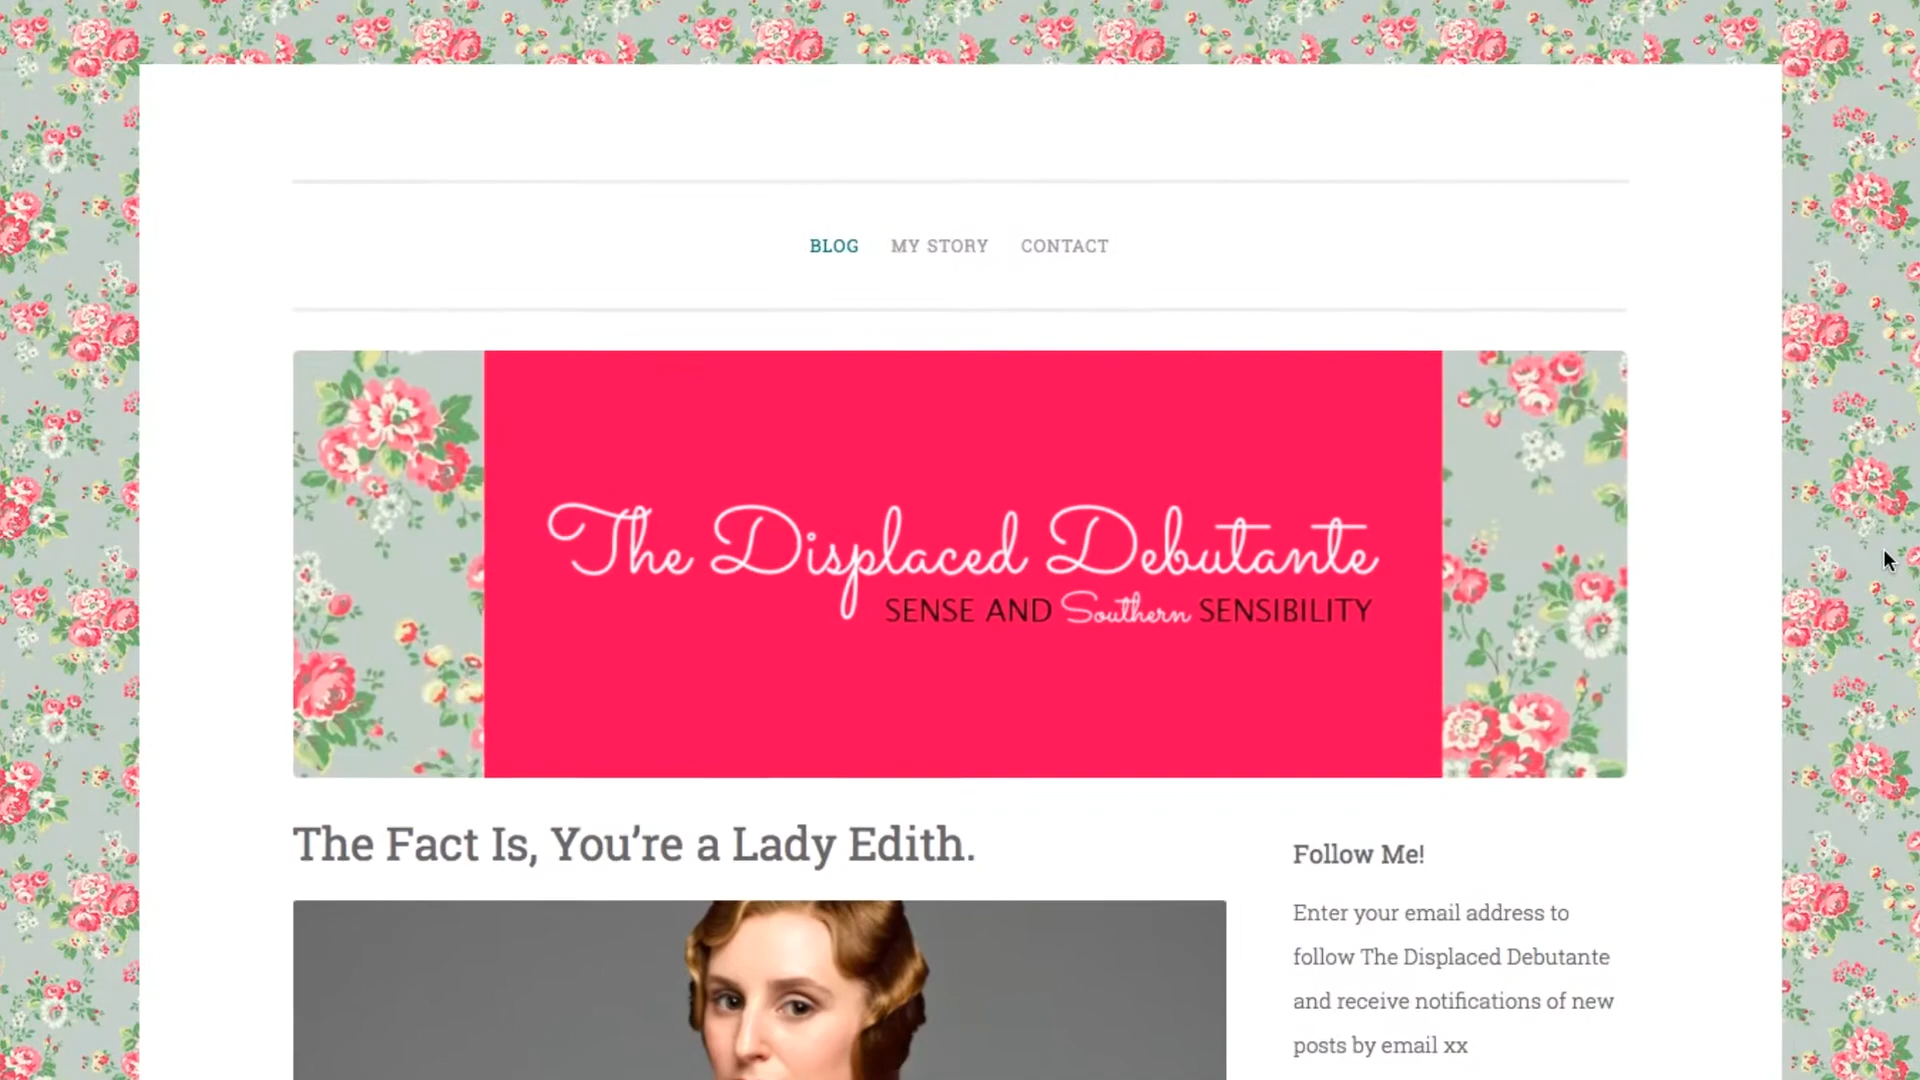 BLOG MY STORY CONTACT
The Displaced Debutante
SENSE AND Southern SENSIBILITY
The Fact Is, You’re a Lady Edith.
Follow Me!
Enter your email address to
follow The Displaced Debutante
and receive notifications of new
posts by email xx